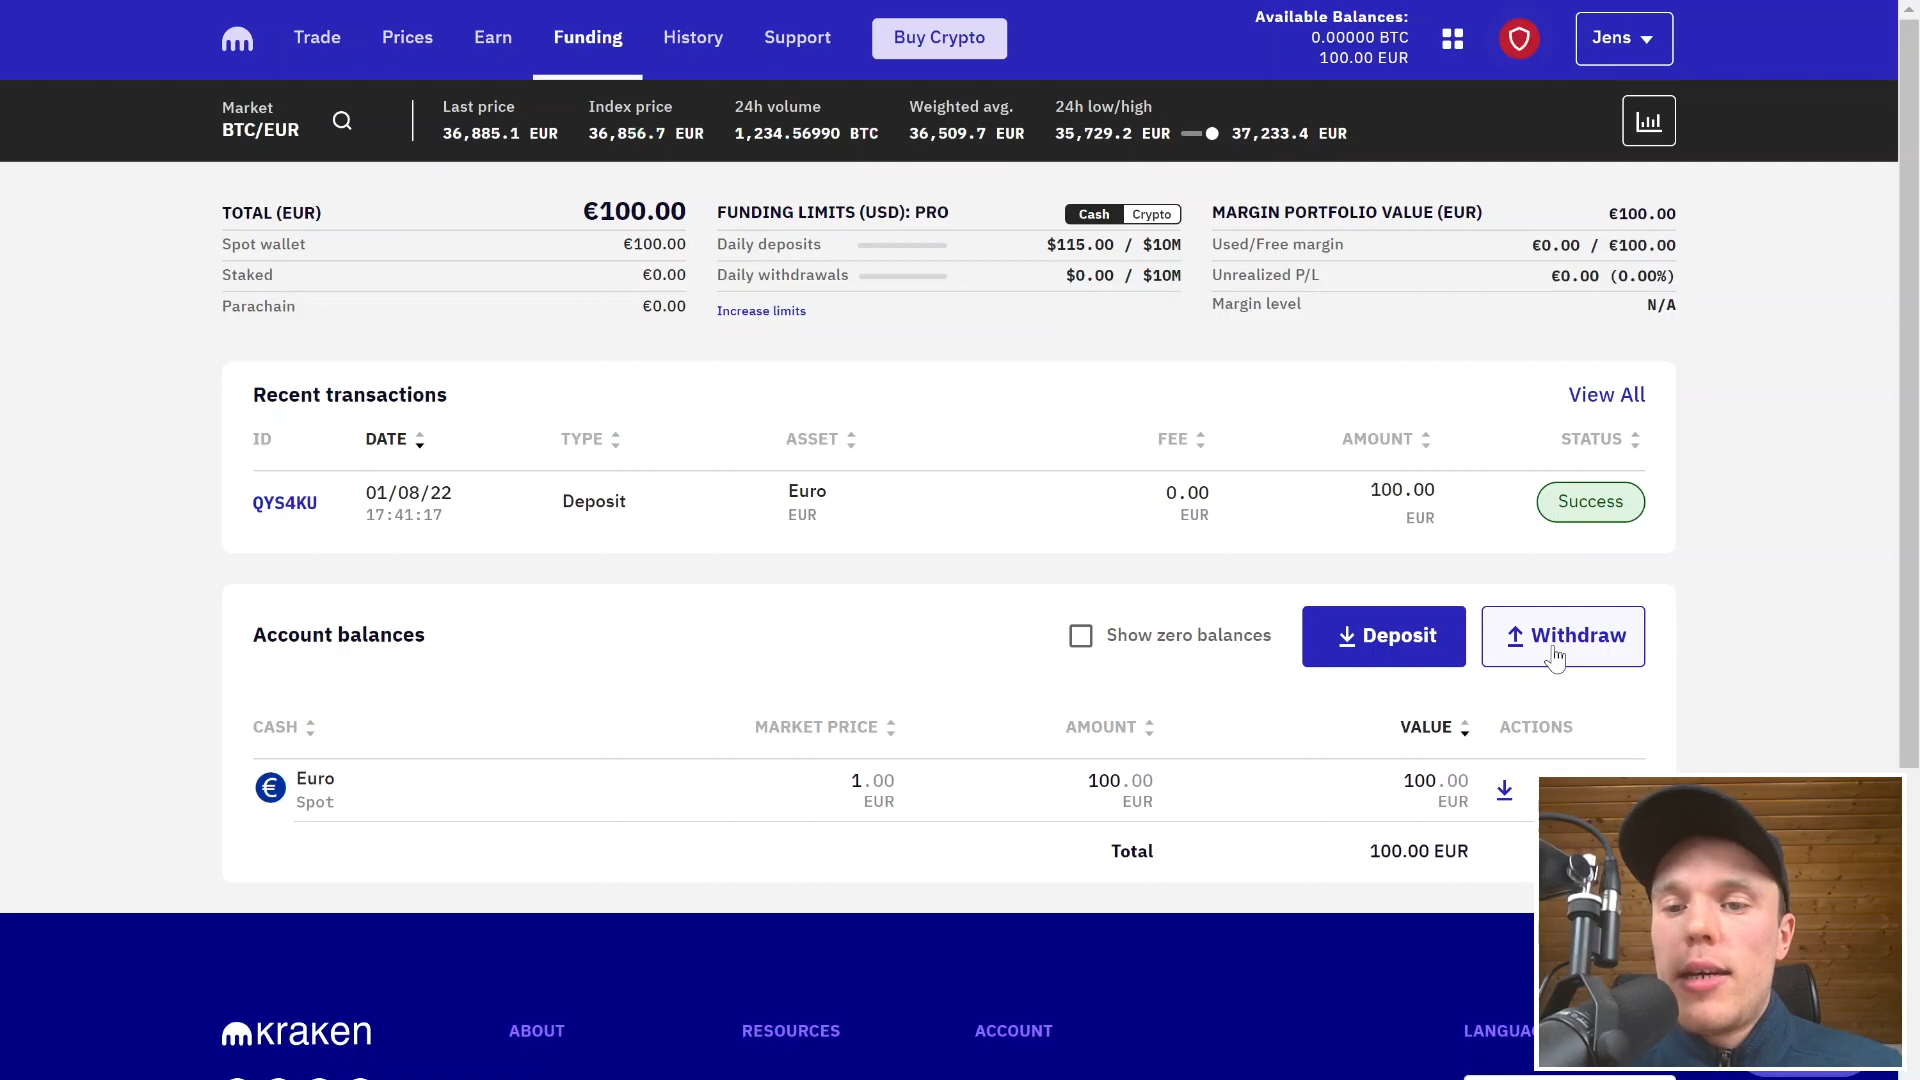 Trade Prices Earn Funding History Support Buy Crypto
Available Balances:
0.00000 BTC
100.00 EUR
Jens
Market
BTC/EUR
Last price Index price 24h volume Weighted avg. 24h low/high
36,885.1 EUR 36,856.7 EUR 1,234.56990 BTC 36,509.7 EUR 35,729.2 EUR 37,233.4 EUR
TOTAL (EUR) €100.00
Spot wallet €100.00
Staked €0.00
Parachain €0.00
FUNDING LIMITS (USD): PRO Cash Crypto
Daily deposits $115.00 / $10M
Daily withdrawals $0.00 / $10M
Increase limits
MARGIN PORTFOLIO VALUE (EUR) €100.00
Used/Free margin €0.00 / €100.00
Unrealized P/L €0.00 (0.00%)
Margin level N/A
Recent transactions View All
ID DATE TYPE ASSET FEE AMOUNT STATUS
QYS4KU 01/08/22 Deposit Euro 0.00 100.00 Success
17:41:17 EUR EUR EUR
Account balances Show zero balances Deposit Withdraw
CASH MARKET PRICE AMOUNT VALUE ACTIONS
€ Euro 1.00 100.00 100.00
Spot EUR EUR EUR
Total 100.00 EUR
kraken ABOUT RESOURCES ACCOUNT